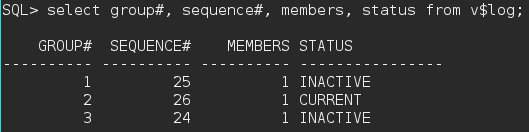 SQL> select group#, sequence#, members, status from v$log;
    GROUP#  SEQUENCE#    MEMBERS STATUS
---------- ---------- ---------- ----------------
         1         25          1 INACTIVE
         2         26          1 CURRENT
         3         24          1 INACTIVE